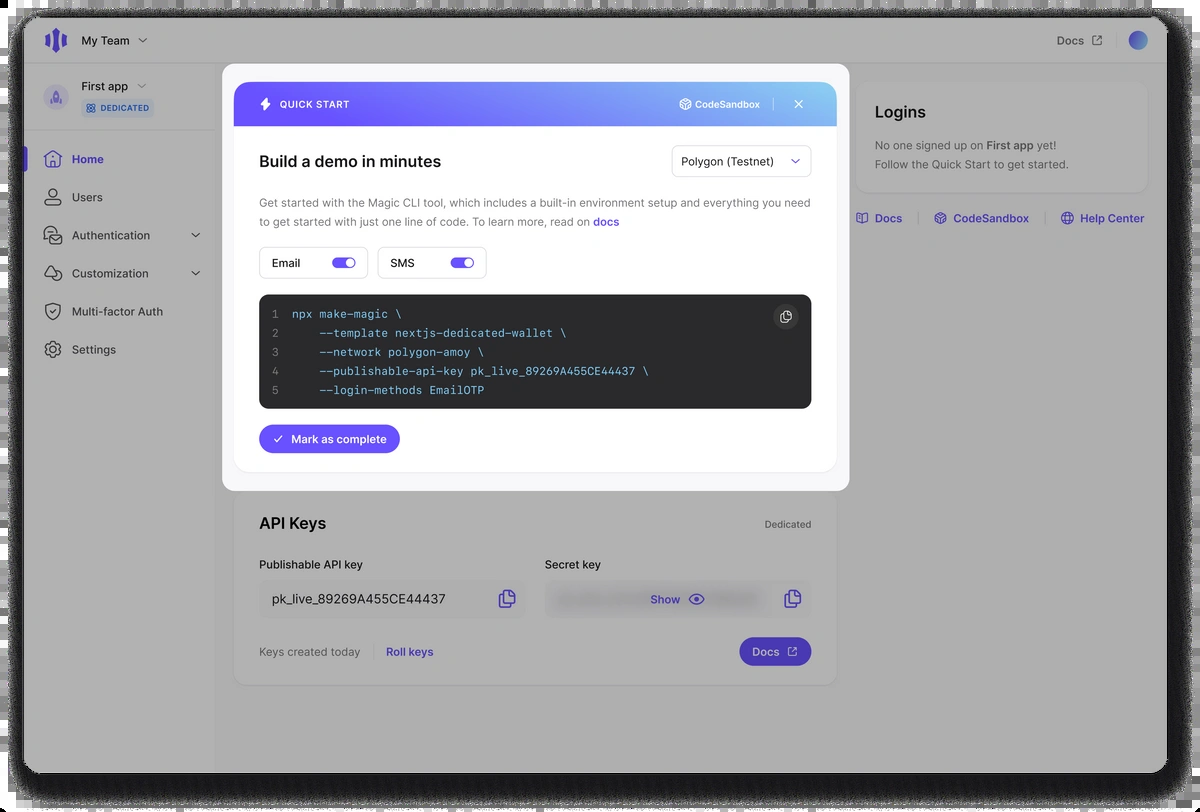 My Team
Docs
First app
DEDICATED
Home
Users
Authentication
Customization
Multi-factor Auth
Settings
QUICK START
CodeSandbox
Build a demo in minutes
Polygon (Testnet)
Get started with the Magic CLI tool, which includes a built-in environment setup and everything you need
to get started with just one line of code. To learn more, read on docs
Email
SMS
1 npx make-magic \
2 --template nextjs-dedicated-wallet \
3 --network polygon-amoy \
4 --publishable-api-key pk_live_89269A455CE44437 \
5 --login-methods EmailOTP
Mark as complete
Logins
No one signed up on First app yet!
Follow the Quick Start to get started.
Docs
CodeSandbox
Help Center
API Keys
Dedicated
Publishable API key
Secret key
pk_live_89269A455CE44437
Show
Keys created today
Roll keys
Docs